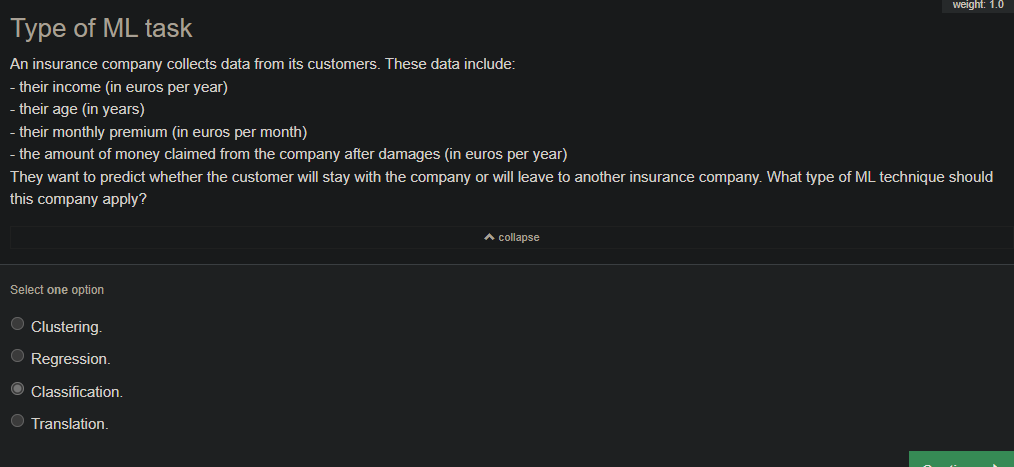 weight: 1.0
Type of ML task
An insurance company collects data from its customers. These data include:
- their income (in euros per year)
- their age (in years)
- their monthly premium (in euros per month)
- the amount of money claimed from the company after damages (in euros per year)
They want to predict whether the customer will stay with the company or will leave to another insurance company. What type of ML technique should
this company apply?
collapse
Select one option
Clustering.
Regression.
Classification.
Translation.